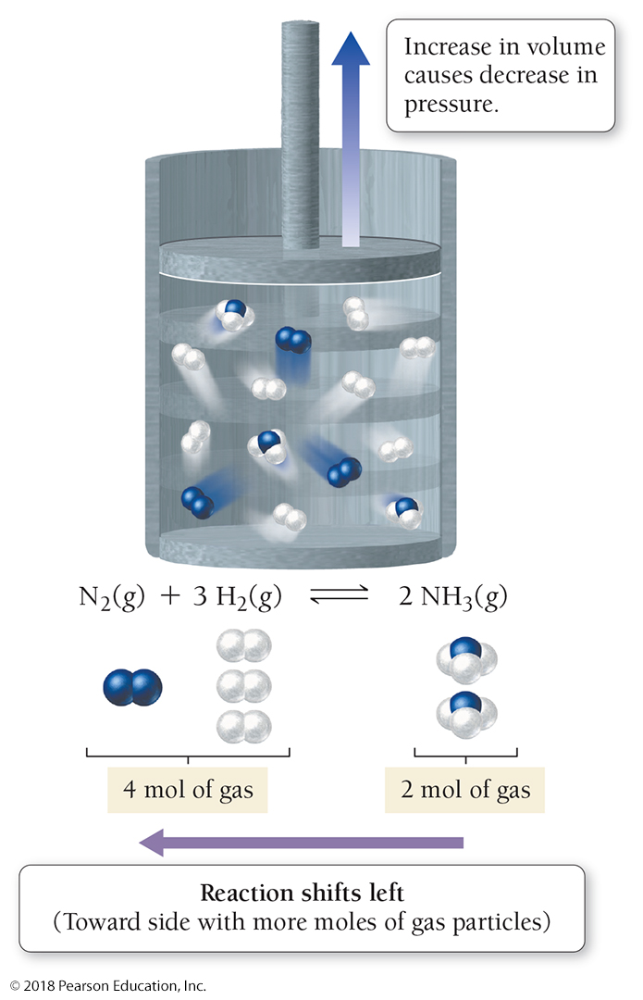 Increase in volume
causes decrease in
pressure.
N₂(g) + 3 H₂(g) ⇌ 2 NH₃(g)
4 mol of gas
2 mol of gas
Reaction shifts left
(Toward side with more moles of gas particles)
© 2018 Pearson Education, Inc.